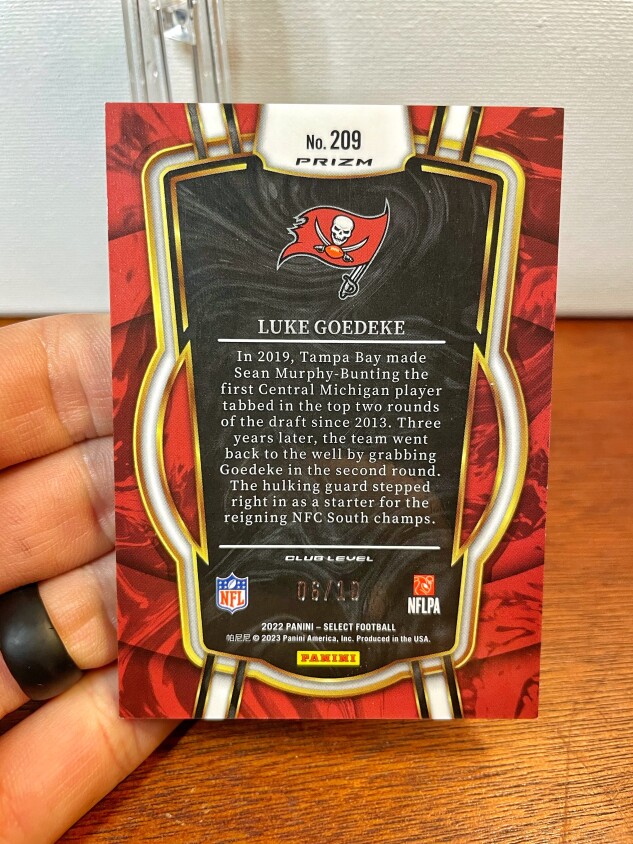 No. 209
PRIZM
LUKE GOEDEKE
In 2019, Tampa Bay made
Sean Murphy-Bunting the
first Central Michigan player
tabbed in the top two rounds
of the draft since 2013. Three
years later, the team went
back to the well by grabbing
Goedeke in the second round.
The hulking guard stepped
right in as a starter for the
reigning NFC South champs.
CLUB LEVEL
NFL
NFLPA
2022 PANINI – SELECT FOOTBALL
帕尼尼 © 2023 Panini America, Inc. Produced in the USA.
PANINI